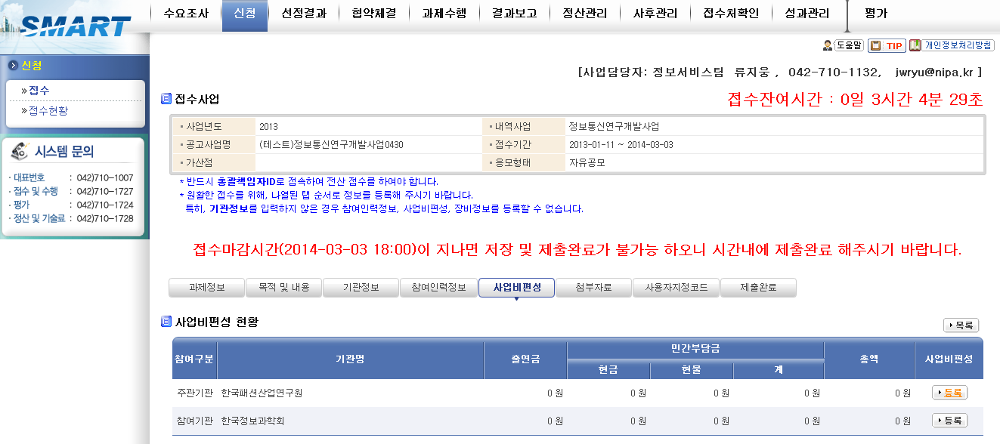 SMART
수요조사 신청 선정결과 협약체결 과제수행 결과보고 정산관리 사후관리 접수처확인 성과관리 평가
도움말 TIP 개인정보처리방침
신청
»접수
»접수현황
시스템 문의
· 대표번호 : 042)710-1007
· 접수 및 수행 : 042)710-1727
· 평가 : 042)710-1724
· 정산 및 기술료 : 042)710-1728
[사업담당자: 정보서비스팀 류지웅 , 042-710-1132, jwryu@nipa.kr ]
접수사업
접수잔여시간 : 0일 3시간 4분 29초
사업년도 2013 내역사업 정보통신연구개발사업
공고사업명 (테스트)정보통신연구개발사업0430 접수기간 2013-01-11 ~ 2014-03-03
가산점 응모형태 자유공모
* 반드시 총괄책임자ID로 접속하여 전산 접수를 하여야 합니다.
* 원활한 접수를 위해, 나열된 탭 순서로 정보를 등록해 주시기 바랍니다.
특히, 기관정보를 입력하지 않은 경우 참여인력정보, 사업비편성, 장비정보를 등록할 수 없습니다.
접수마감시간(2014-03-03 18:00)이 지나면 저장 및 제출완료가 불가능 하오니 시간내에 제출완료 해주시기 바랍니다.
과제정보 목적 및 내용 기관정보 참여인력정보 사업비편성 첨부자료 사용자지정코드 제출완료
사업비편성 현황
목록
참여구분 기관명 출연금 민간부담금 총액 사업비편성
현금 현물 계
주관기관 한국패션산업연구원 0 원 0 원 0 원 0 원 0 원 등록
참여기관 한국정보과학회 0 원 0 원 0 원 0 원 0 원 등록